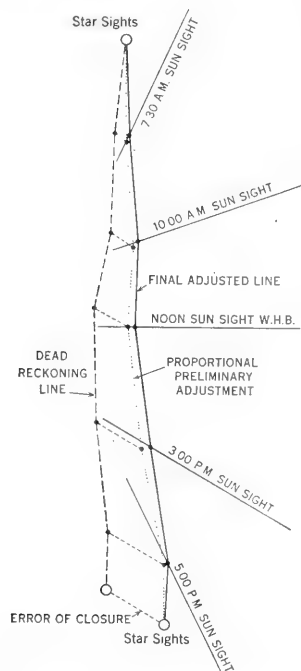 Star Sights
7:30 A.M. SUN SIGHT
10:00 A.M. SUN SIGHT
FINAL ADJUSTED LINE
NOON SUN SIGHT W.H.B.
DEAD
RECKONING
LINE
PROPORTIONAL
PRELIMINARY
ADJUSTMENT
3:00 P.M. SUN SIGHT
5:00 P.M. SUN SIGHT
ERROR OF CLOSURE
Star Sights